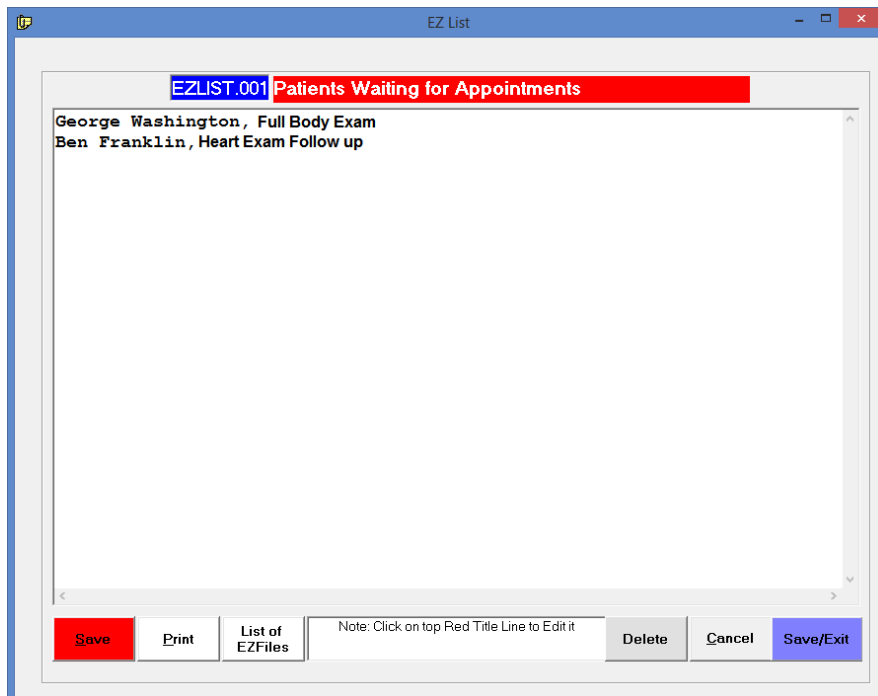 EZ List
EZLIST.001 Patients Waiting for Appointments
George Washington, Full Body Exam
Ben Franklin, Heart Exam Follow up
Save
Print
List of
EZFiles
Note: Click on top Red Title Line to Edit it
Delete
Cancel
Save/Exit